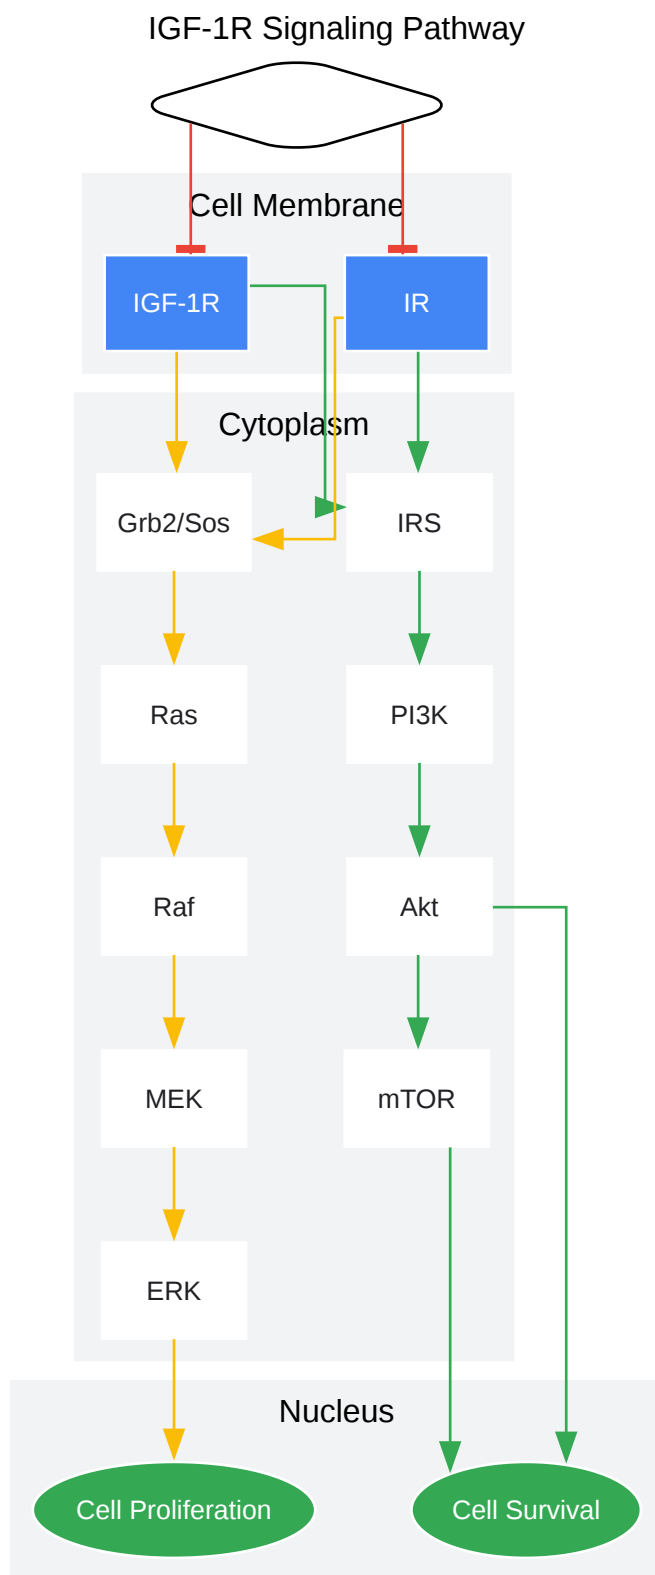 IGF-1R Signaling Pathway
Cell Membrane
IGF-1R
IR
Cytoplasm
Grb2/Sos
IRS
Ras
PI3K
Raf
Akt
MEK
mTOR
ERK
Nucleus
Cell Proliferation
Cell Survival